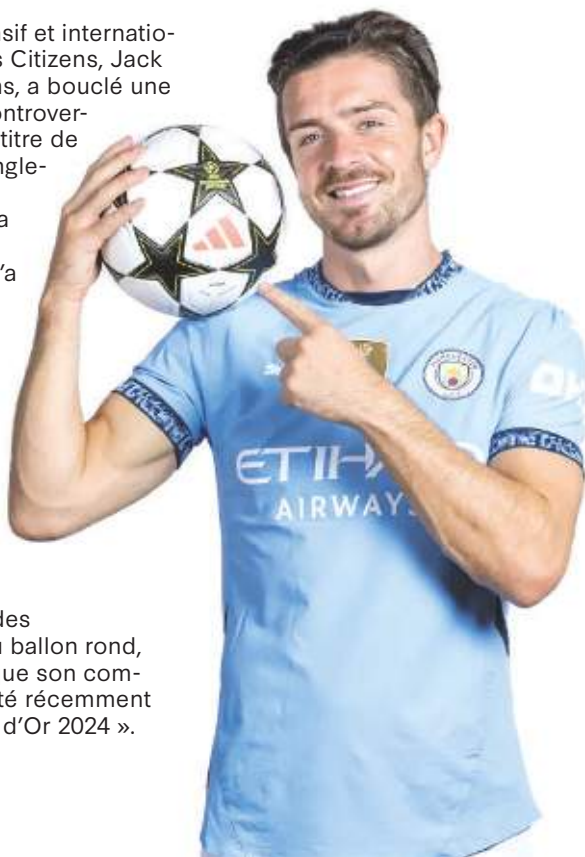 sif et internatio-
s Citizens, Jack
ns, a bouclé une
ontrover-
titre de
ngle-
a
'a
des
u ballon rond,
ue son com-
té récemment
d'Or 2024 ».
ETIHAD
AIRWAYS